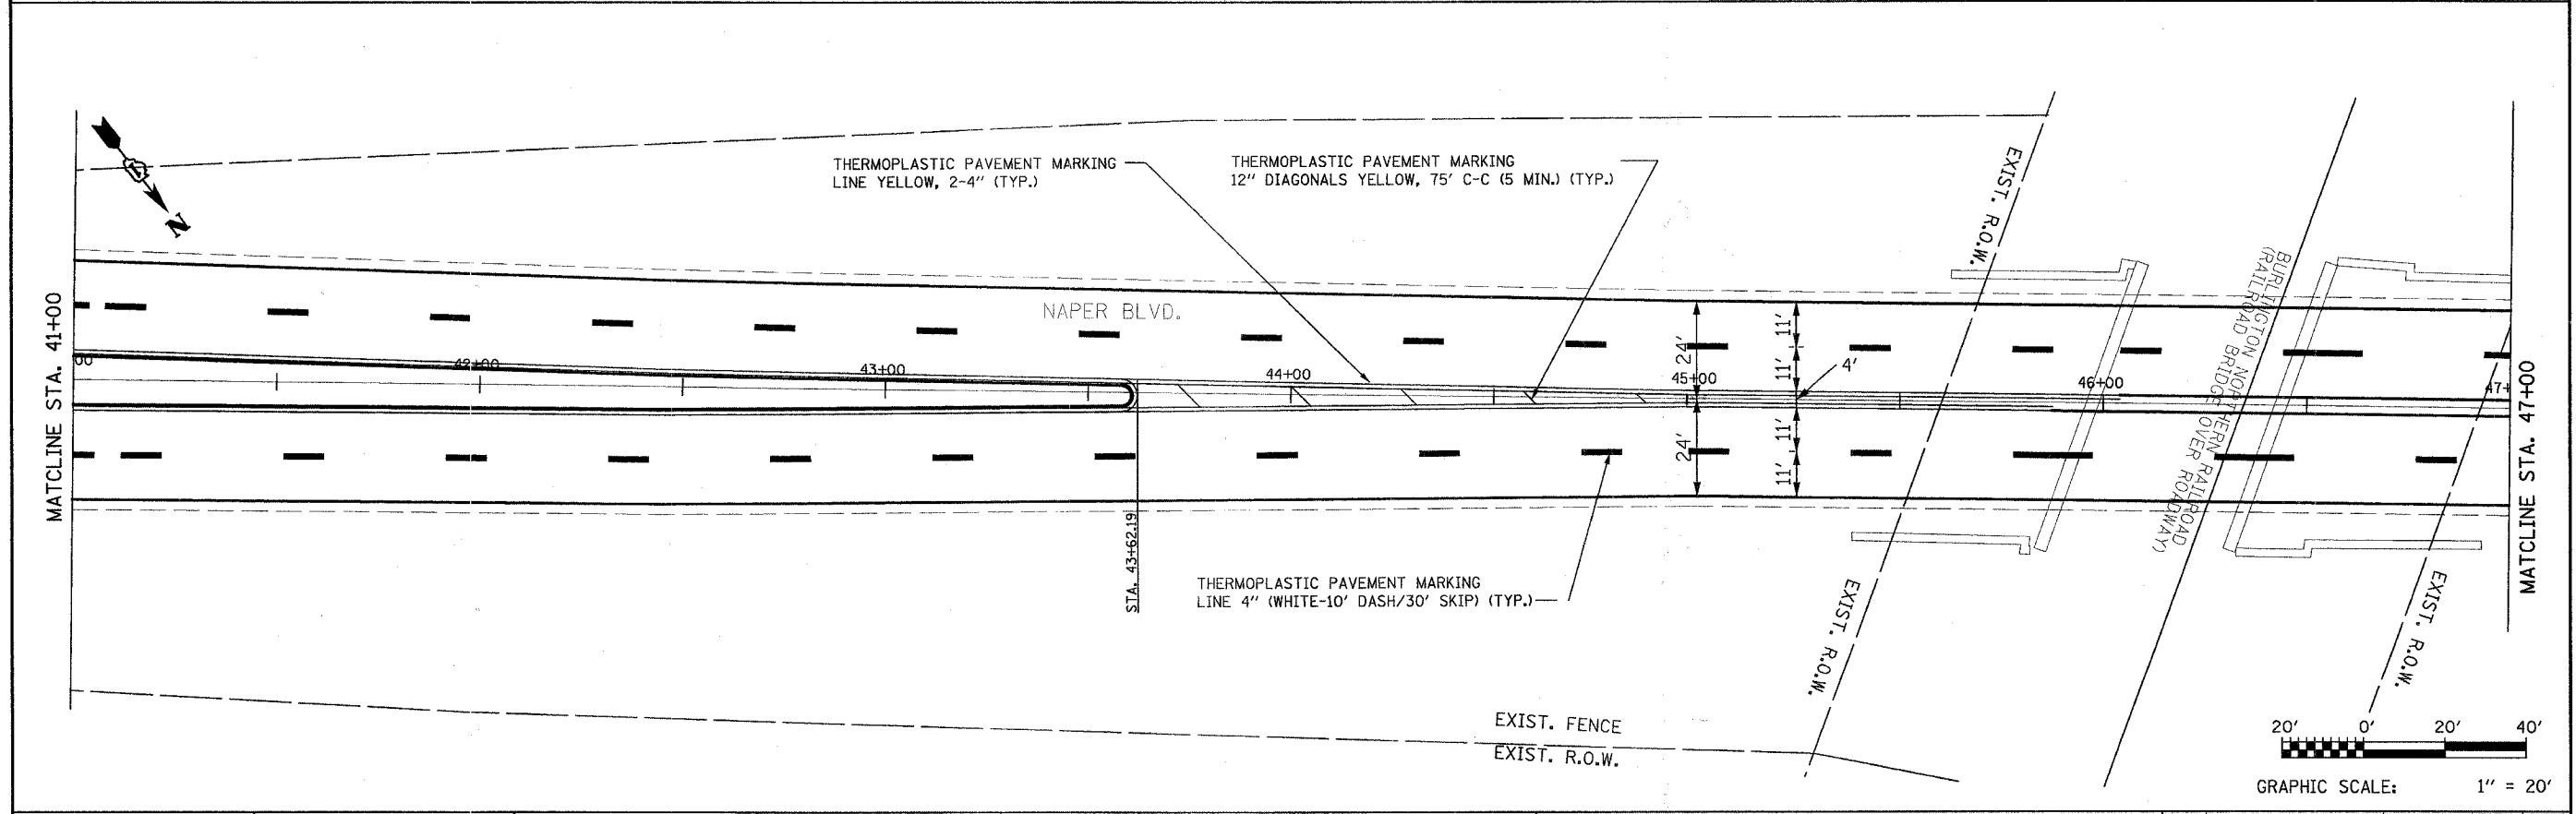 THERMOPLASTIC PAVEMENT MARKING
LINE YELLOW, 2-4" (TYP.)
THERMOPLASTIC PAVEMENT MARKING
12" DIAGONALS YELLOW, 75' C-C (5 MIN.) (TYP.)
N
EXIST. R.O.W.
NAPER BLVD.
BURLINGTON NORTHERN RAILROAD
(RAILROAD BRIDGE OVER ROADWAY)
MATCLINE STA. 41+00
00
42+00
43+00
44+00
45+00
46+00
47+
24'
11'
11'
4'
24'
11'
11'
MATCLINE STA. 47+00
STA. 43+62.19
THERMOPLASTIC PAVEMENT MARKING
LINE 4" (WHITE-10' DASH/30' SKIP) (TYP.)
EXIST. R.O.W.
EXIST. R.O.W.
EXIST. FENCE
EXIST. R.O.W.
20' 0' 20' 40'
GRAPHIC SCALE: 1" = 20'